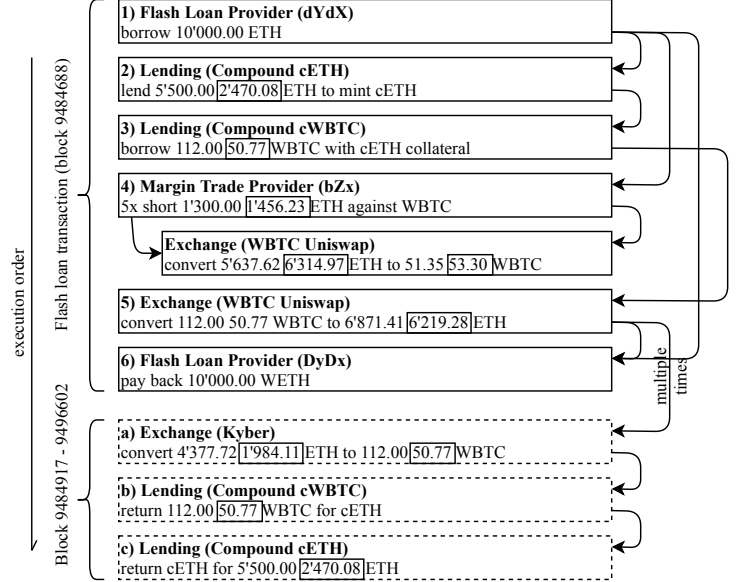 1) Flash Loan Provider (dYdX)
borrow 10'000.00 ETH
2) Lending (Compound cETH)
lend 5'500.00 2'470.08 ETH to mint cETH
3) Lending (Compound cWBTC)
borrow 112.00 50.77 WBTC with cETH collateral
4) Margin Trade Provider (bZx)
5x short 1'300.00 1'456.23 ETH against WBTC
Exchange (WBTC Uniswap)
convert 5'637.62 6'314.97 ETH to 51.35 53.30 WBTC
5) Exchange (WBTC Uniswap)
convert 112.00 50.77 WBTC to 6'871.41 6'219.28 ETH
6) Flash Loan Provider (DyDx)
pay back 10'000.00 WETH
a) Exchange (Kyber)
convert 4'377.72 1'984.11 ETH to 112.00 50.77 WBTC
b) Lending (Compound cWBTC)
return 112.00 50.77 WBTC for cETH
c) Lending (Compound cETH)
return cETH for 5'500.00 2'470.08 ETH
execution order
Flash loan transaction (block 9484688)
Block 9484917 - 9496602
multiple
times